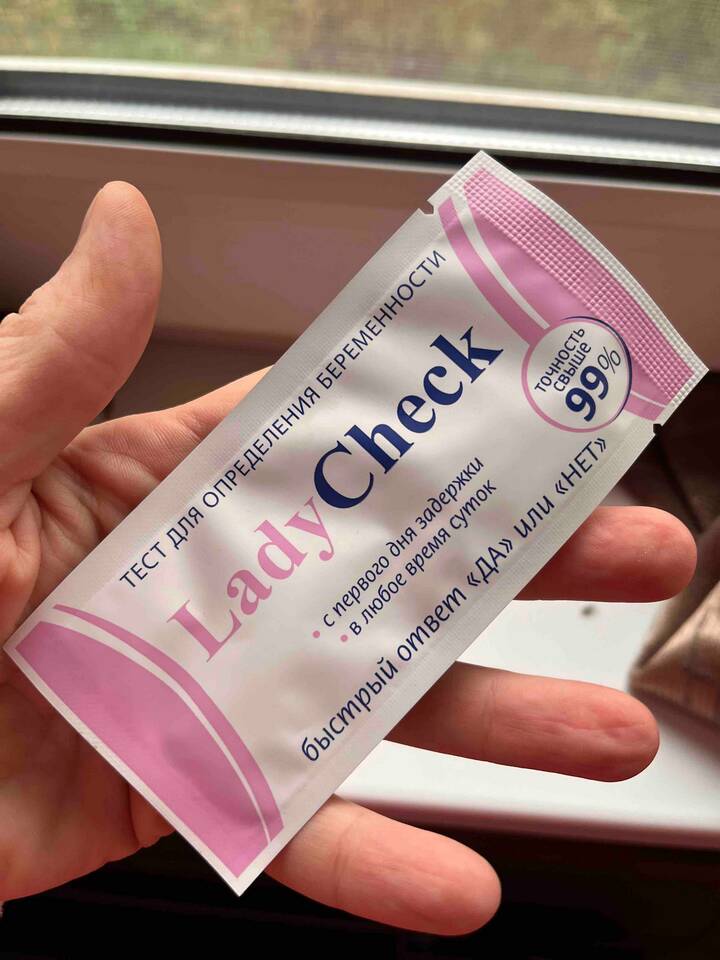 ТЕСТ ДЛЯ ОПРЕДЕЛЕНИЯ БЕРЕМЕННОСТИ
LadyCheck
• с первого дня задержки
• в любое время суток
быстрый ответ «ДА» или «НЕТ»
точность
свыше
99%